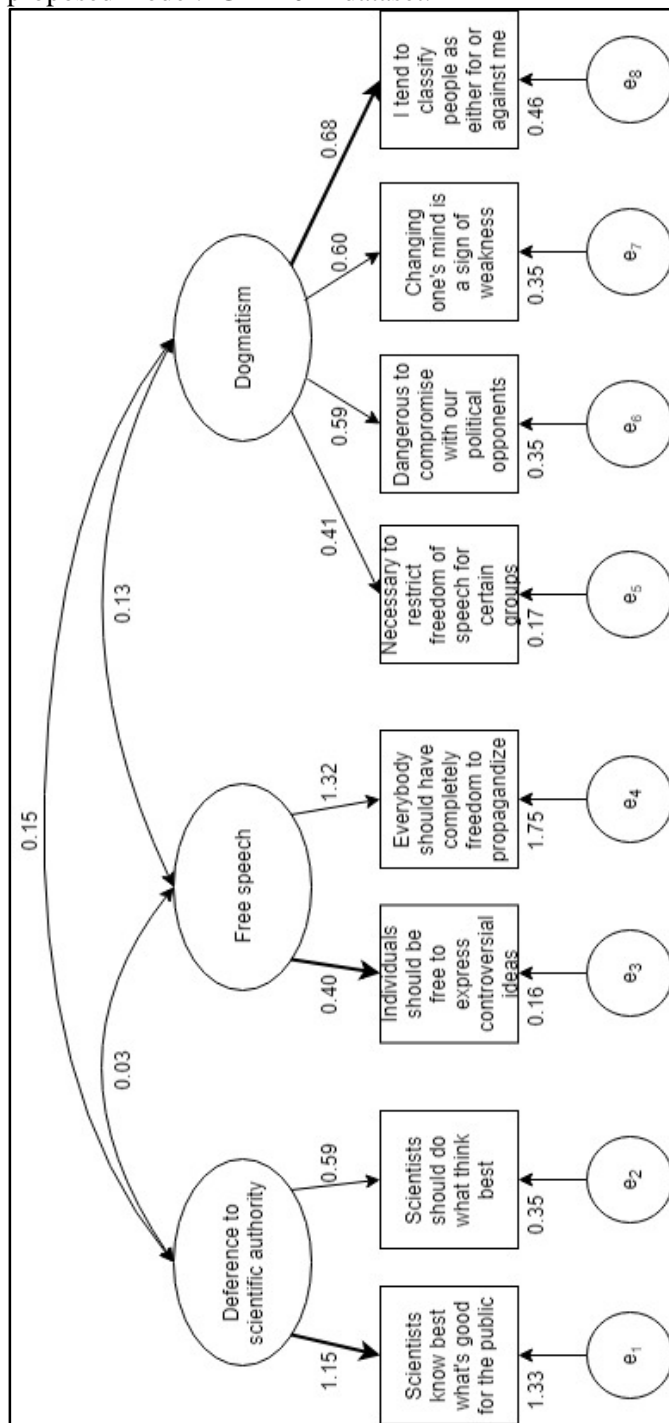 proposed model. dataset.
0.15
0.03
0.13
Deference to
scientific authority
Free speech
Dogmatism
1.15
0.59
0.40
1.32
0.41
0.59
0.60
0.68
Scientists
know best
what's good
for the public
Scientists
should do
what think
best
Individuals
should be
free to
express
controversial
ideas
Everybody
should have
completely
freedom to
propagandize
Necessary to
restrict
freedom of
speech for
certain
groups
Dangerous to
compromise
with our
political
opponents
Changing
one's mind is
a sign of
weakness
I tend to
classify
people as
either for or
against me
1.33
0.35
0.16
1.75
0.17
0.35
0.35
0.46
e1
e2
e3
e4
e5
e6
e7
e8